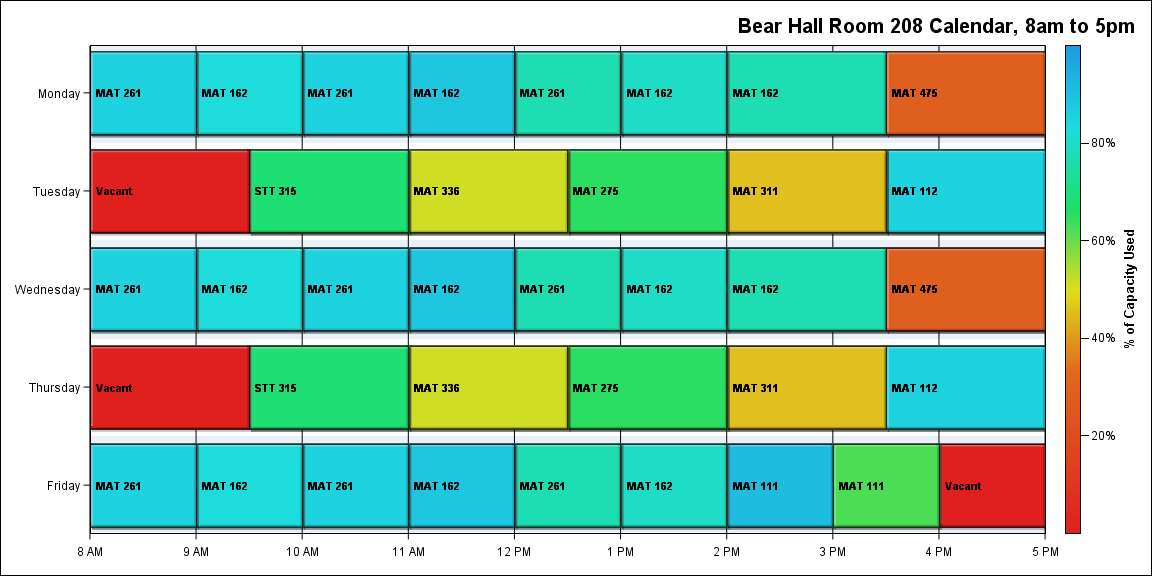 Bear Hall Room 208 Calendar, 8am to 5pm
Monday
MAT 261
MAT 162
MAT 261
MAT 162
MAT 261
MAT 162
MAT 162
MAT 475
Tuesday
Vacant
STT 315
MAT 336
MAT 275
MAT 311
MAT 112
Wednesday
MAT 261
MAT 162
MAT 261
MAT 162
MAT 261
MAT 162
MAT 162
MAT 475
Thursday
Vacant
STT 315
MAT 336
MAT 275
MAT 311
MAT 112
Friday
MAT 261
MAT 162
MAT 261
MAT 162
MAT 261
MAT 162
MAT 111
MAT 111
Vacant
8 AM
9 AM
10 AM
11 AM
12 PM
1 PM
2 PM
3 PM
4 PM
5 PM
80%
60%
40%
20%
% of Capacity Used